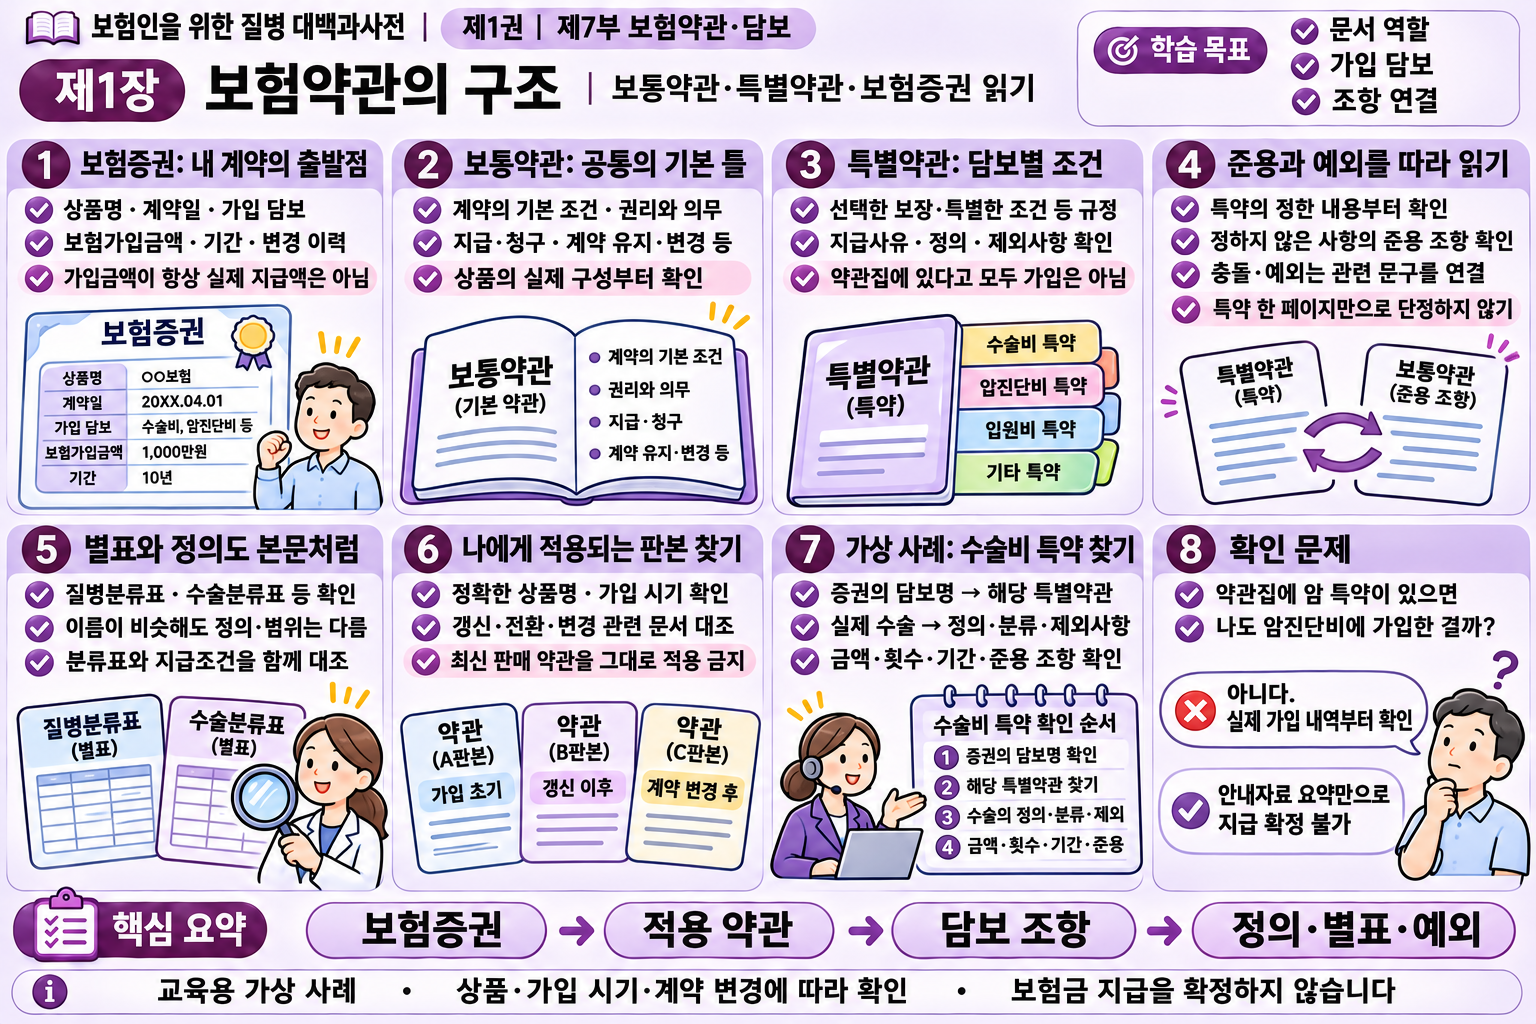 보험인을 위한 질병 대백과사전 | 제1권 | 제7부 보험약관·담보
제1장 보험약관의 구조 | 보통약관·특별약관·보험증권 읽기
학습 목표
문서 역할
가입 담보
조항 연결
1 보험증권: 내 계약의 출발점
상품명 · 계약일 · 가입 담보
보험가입금액 · 기간 · 변경 이력
가입금액이 항상 실제 지급액은 아님
보험증권
상품명 ○○보험
계약일 20XX.04.01
가입 담보 수술비, 암진단비 등
보험가입금액 1,000만원
기간 10년
2 보통약관: 공통의 기본 틀
계약의 기본 조건 · 권리와 의무
지급·청구 · 계약 유지·변경 등
상품의 실제 구성부터 확인
보통약관
(기본 약관)
계약의 기본 조건
권리와 의무
지급·청구
계약 유지·변경 등
3 특별약관: 담보별 조건
선택한 보장·특별한 조건 등 규정
지급사유 · 정의 · 제외사항 확인
약관집에 있다고 모두 가입은 아님
특별약관
(특약)
수술비 특약
암진단비 특약
입원비 특약
기타 특약
4 준용과 예외를 따라 읽기
특약의 정한 내용부터 확인
정하지 않은 사항의 준용 조항 확인
충돌·예외는 관련 문구를 연결
특약 한 페이지만으로 단정하지 않기
특별약관
(특약)
보통약관
(준용 조항)
5 별표와 정의도 본문처럼
질병분류표 · 수술분류표 등 확인
이름이 비슷해도 정의·범위는 다름
분류표와 지급조건을 함께 대조
질병분류표
(별표)
수술분류표
(별표)
6 나에게 적용되는 판본 찾기
정확한 상품명 · 가입 시기 확인
갱신·전환·변경 관련 문서 대조
최신 판매 약관을 그대로 적용 금지
약관
(A판본)
가입 초기
약관
(B판본)
갱신 이후
약관
(C판본)
계약 변경 후
7 가상 사례: 수술비 특약 찾기
증권의 담보명 → 해당 특별약관
실제 수술 → 정의·분류·제외사항
금액·횟수·기간·준용 조항 확인
수술비 특약 확인 순서
1 증권의 담보명 확인
2 해당 특별약관 찾기
3 수술의 정의·분류·제외
4 금액·횟수·기간·준용
8 확인 문제
약관집에 암 특약이 있으면
나도 암진단비에 가입한 걸까?
?
아니다.
실제 가입 내역부터 확인
안내자료 요약만으로
지급 확정 불가
핵심 요약
보험증권 → 적용 약관 → 담보 조항 → 정의·별표·예외
i 교육용 가상 사례 • 상품·가입 시기·계약 변경에 따라 확인 • 보험금 지급을 확정하지 않습니다